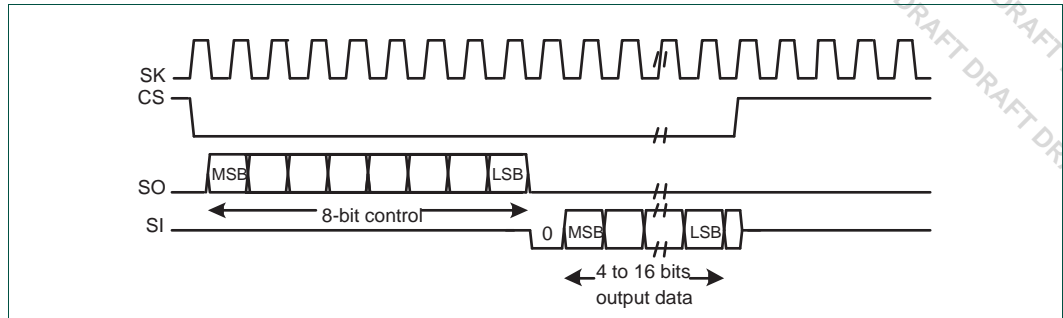 SK
CS
SO
MSB
LSB
8-bit control
SI
0
MSB
LSB
4 to 16 bits
output data
DRAFT DRAFT DRAFT
DRAFT